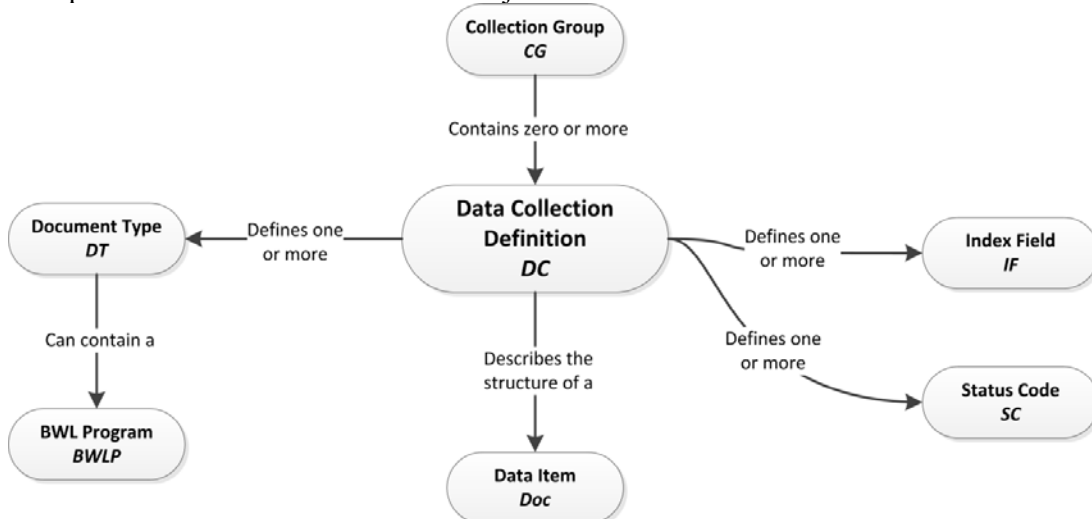 Collection Group
CG
Contains zero or more
Data Collection
Definition
DC
Defines one
or more
Document Type
DT
Can contain a
BWL Program
BWLP
Describes the
structure of a
Data Item
Doc
Defines one
or more
Index Field
IF
Defines one
or more
Status Code
SC